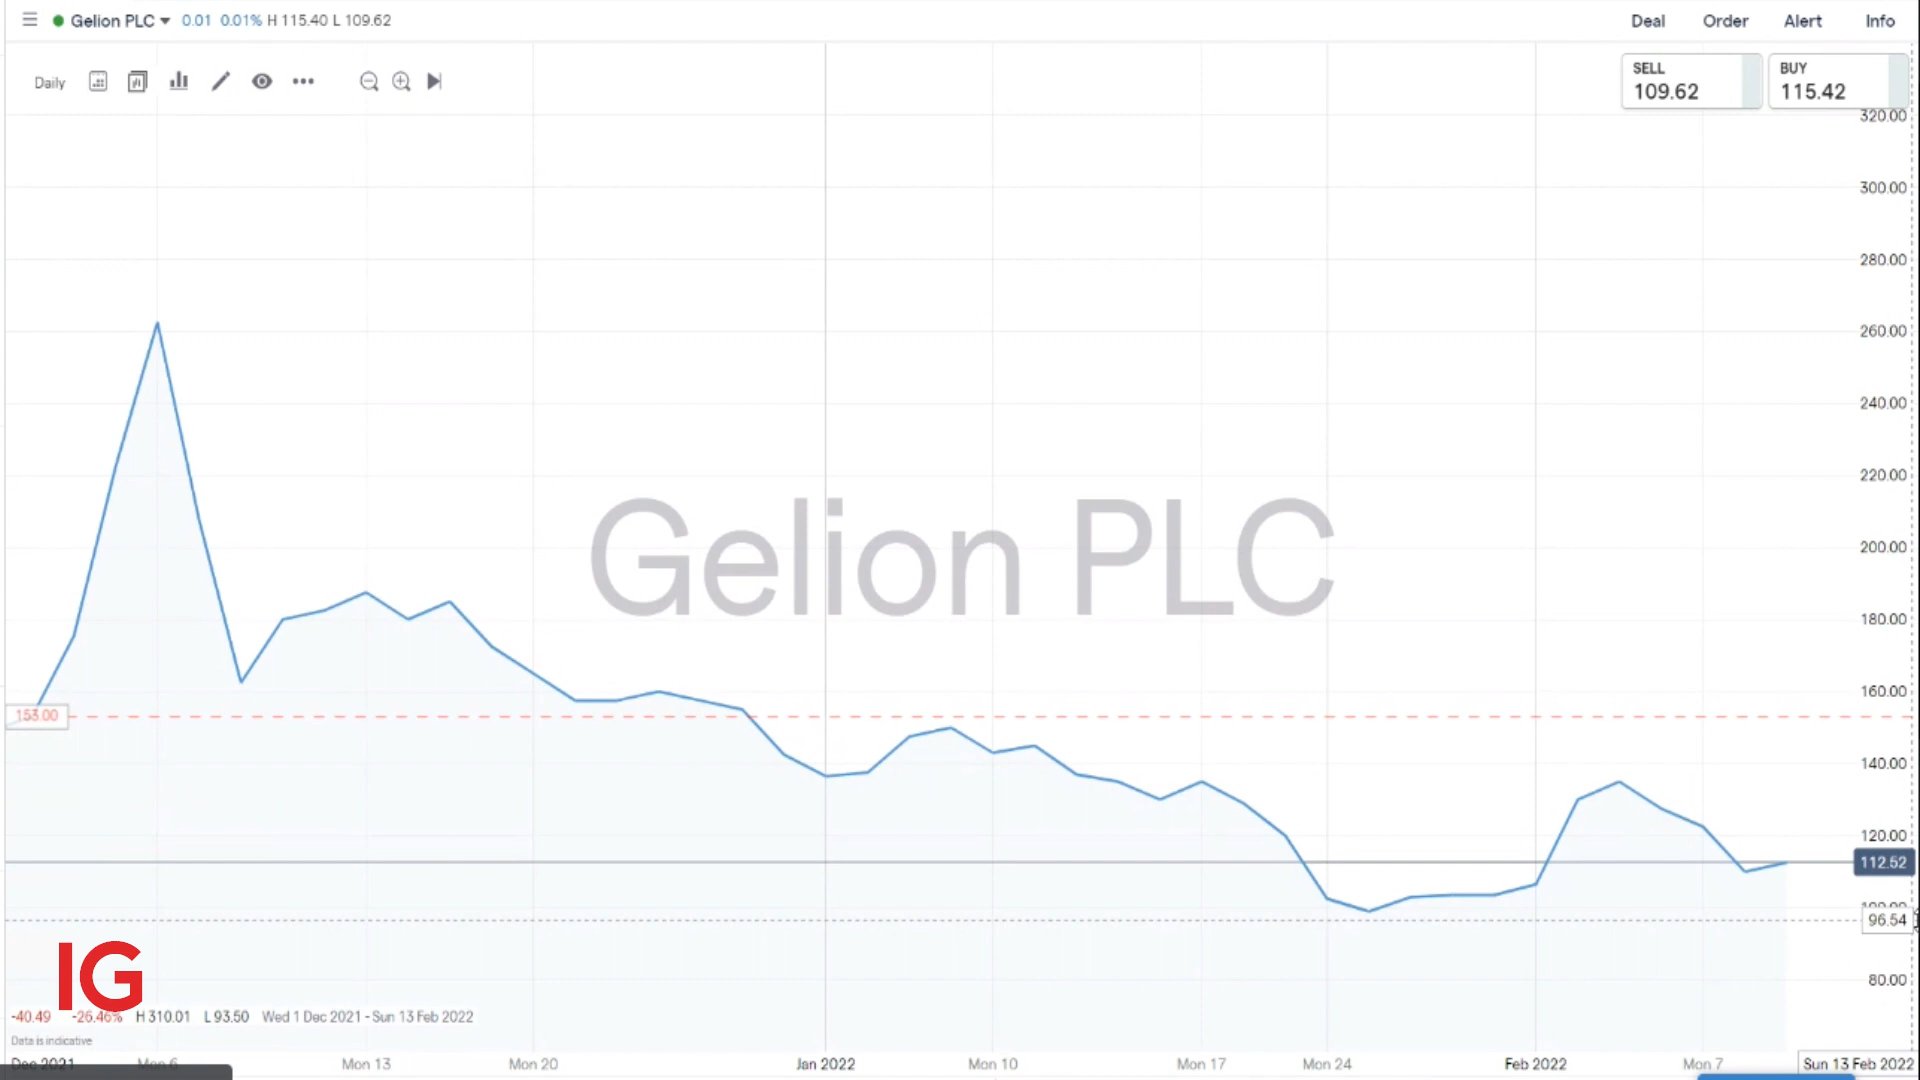 Gelion PLC 0.01 0.01% H 115.40 L 109.62
Deal Order Alert Info
Daily
SELL
109.62
BUY
115.42
320.00
300.00
280.00
260.00
240.00
220.00
200.00
180.00
160.00
140.00
120.00
112.52
100.00
96.54
80.00
153.00
Gelion PLC
IG
-40.49 -26.46% H 310.01 L 93.50 Wed 1 Dec 2021 - Sun 13 Feb 2022
Data is indicative
Dec 2021 Mon 6 Mon 13 Mon 20 Jan 2022 Mon 10 Mon 17 Mon 24 Feb 2022 Mon 7 Sun 13 Feb 2022